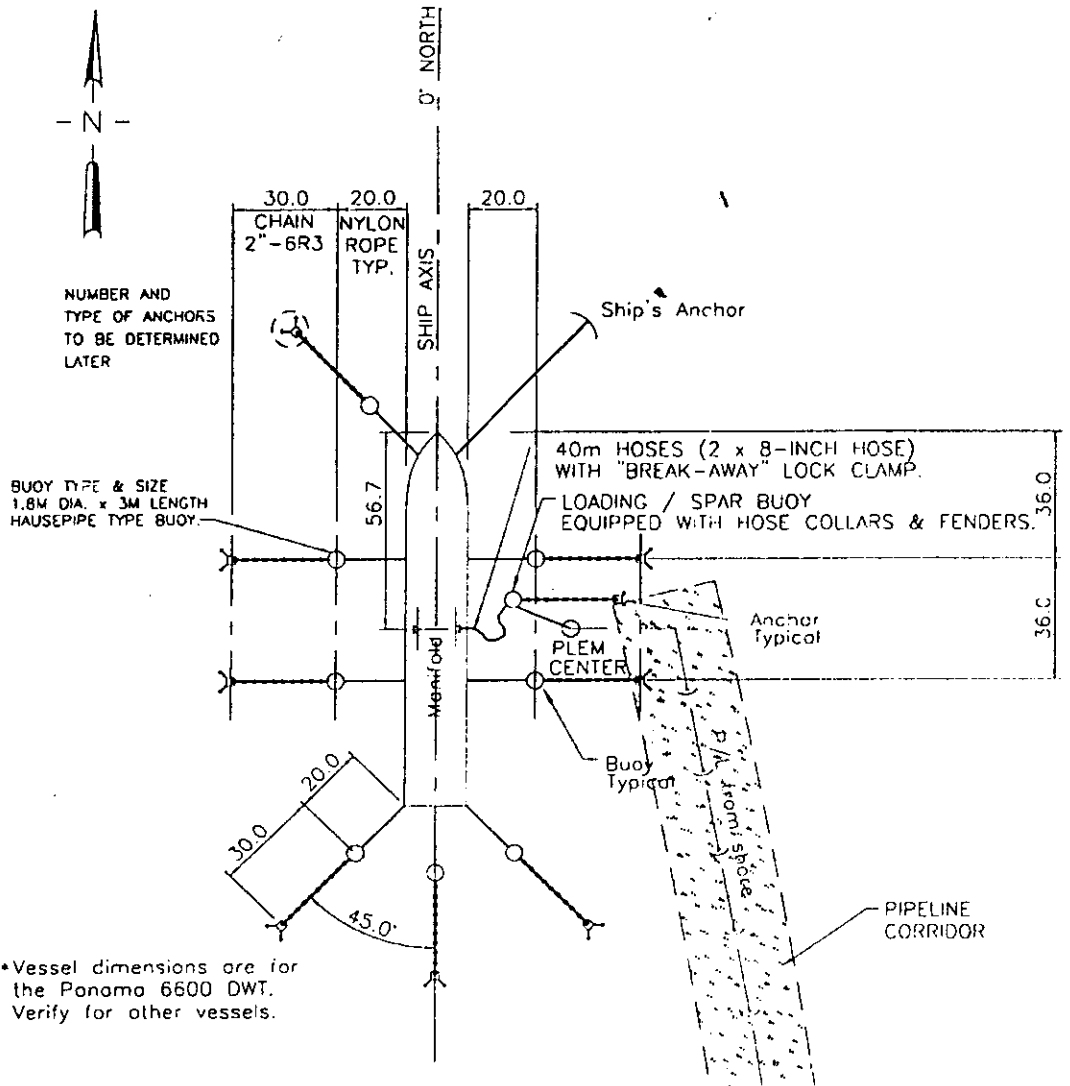 0° NORTH
- N -
30.0
20.0
20.0
CHAIN
2"-6R3
NYLON
ROPE
TYP.
SHIP AXIS
NUMBER AND
TYPE OF ANCHORS
TO BE DETERMINED
LATER
Ship's Anchor
40m HOSES (2 x 8-INCH HOSE)
WITH "BREAK-AWAY" LOCK CLAMP.
LOADING / SPAR BUOY
EQUIPPED WITH HOSE COLLARS & FENDERS.
36.0
56.7
BUOY TYPE & SIZE
1.8M DIA. x 3M LENGTH
HAUSEPIPE TYPE BUOY.
Anchor
Typical
36.0
PLEM
CENTER
Manifold
Buoy
Typical
P/L from shore
20.0
30.0
45.0°
PIPELINE
CORRIDOR
*Vessel dimensions are for
the Panama 6600 DWT.
Verify for other vessels.